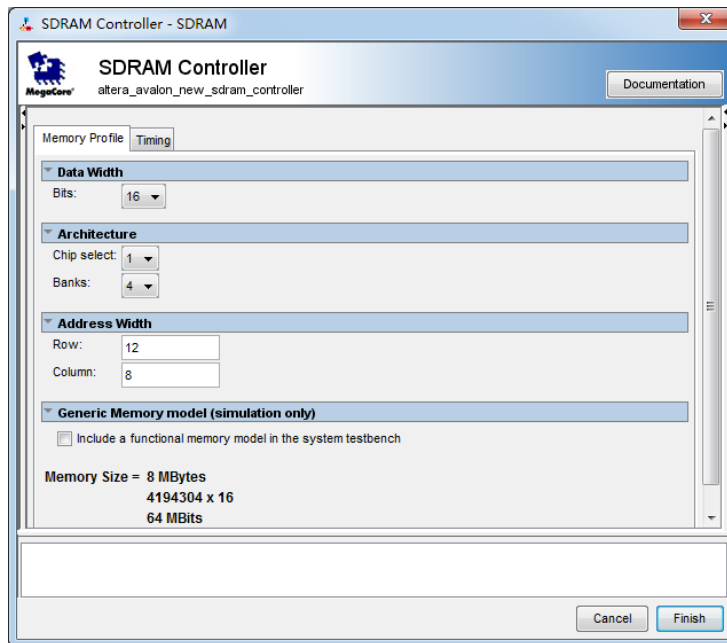 SDRAM Controller - SDRAM
SDRAM Controller
MegaCore'
altera_avalon_new_sdram_controller
Documentation
Memory Profile Timing
Data Width
Bits: 16
Architecture
Chip select: 1
Banks: 4
Address Width
Row: 12
Column: 8
Generic Memory model (simulation only)
Include a functional memory model in the system testbench
Memory Size = 8 MBytes
4194304 x 16
64 MBits
Cancel Finish